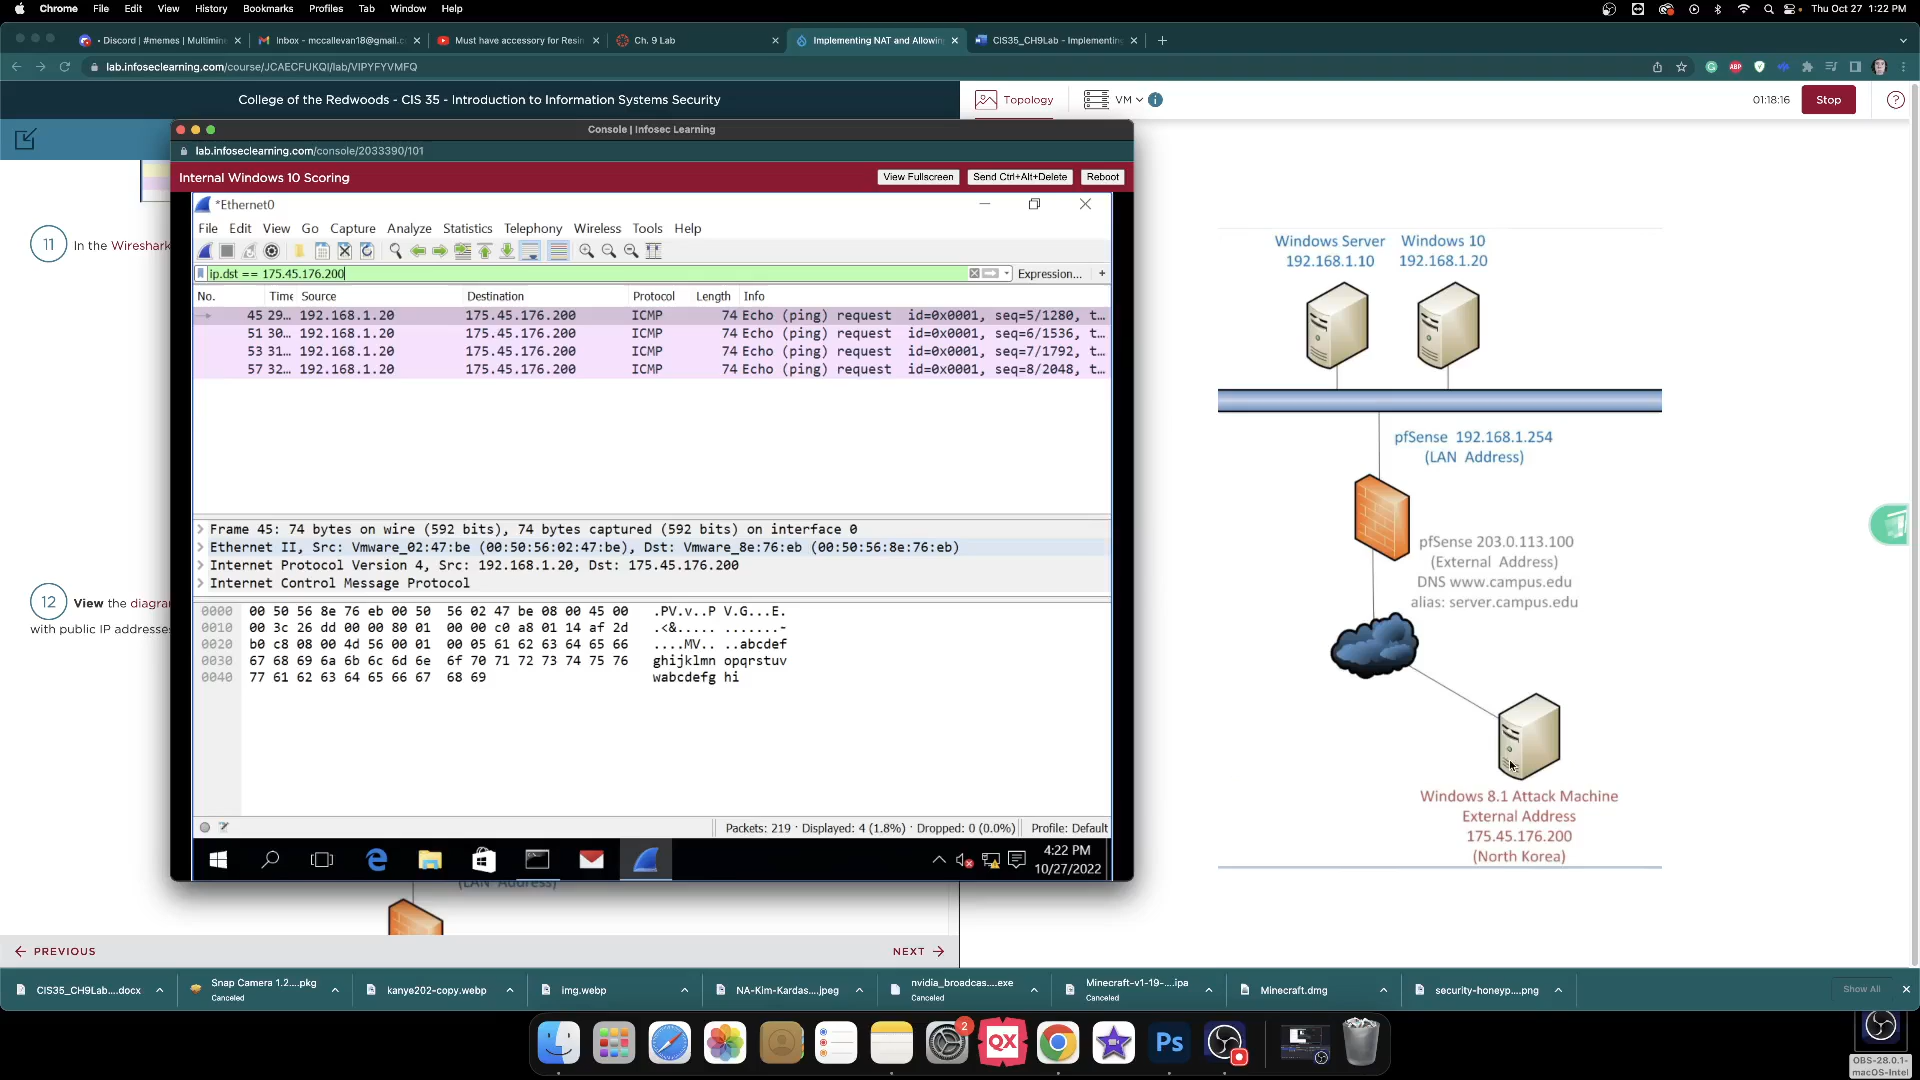 Chrome File Edit View History Bookmarks Profiles Tab Window Help Thu Oct 27 1:22 PM
• Discord | #memes | Multimin
Inbox - mccallevan18@gmail.c
Must have accessory for Resin
Ch. 9 Lab
Implementing NAT and Allowin
CIS35_CH9Lab - Implementing
lab.infoseclearning.com/course/JCAECFUKQI/lab/VIPYFYVMFQ
College of the Redwoods - CIS 35 - Introduction to Information Systems Security
Topology VM 01:18:16 Stop
Console | Infosec Learning
lab.infoseclearning.com/console/2033390/101
Internal Windows 10 Scoring View Fullscreen Send Ctrl+Alt+Delete Reboot
*Ethernet0
File Edit View Go Capture Analyze Statistics Telephony Wireless Tools Help
ip.dst == 175.45.176.200 Expression... +
No. Time Source Destination Protocol Length Info
45 29… 192.168.1.20 175.45.176.200 ICMP 74 Echo (ping) request id=0x0001, seq=5/1280, t…
51 30… 192.168.1.20 175.45.176.200 ICMP 74 Echo (ping) request id=0x0001, seq=6/1536, t…
53 31… 192.168.1.20 175.45.176.200 ICMP 74 Echo (ping) request id=0x0001, seq=7/1792, t…
57 32… 192.168.1.20 175.45.176.200 ICMP 74 Echo (ping) request id=0x0001, seq=8/2048, t…
Frame 45: 74 bytes on wire (592 bits), 74 bytes captured (592 bits) on interface 0
Ethernet II, Src: Vmware_02:47:be (00:50:56:02:47:be), Dst: Vmware_8e:76:eb (00:50:56:8e:76:eb)
Internet Protocol Version 4, Src: 192.168.1.20, Dst: 175.45.176.200
Internet Control Message Protocol
0000 00 50 56 8e 76 eb 00 50 56 02 47 be 08 00 45 00 .PV.v..P V.G...E.
0010 00 3c 26 dd 00 00 80 01 00 00 c0 a8 01 14 af 2d .<&..... .......-
0020 b0 c8 08 00 4d 56 00 01 00 05 61 62 63 64 65 66 ....MV.. ..abcdef
0030 67 68 69 6a 6b 6c 6d 6e 6f 70 71 72 73 74 75 76 ghijklmn opqrstuv
0040 77 61 62 63 64 65 66 67 68 69 wabcdefg hi
Packets: 219 · Displayed: 4 (1.8%) · Dropped: 0 (0.0%) Profile: Default
4:22 PM
10/27/2022
11 In the Wireshark
12 View the diagra
with public IP addresse
(LAN Address)
PREVIOUS NEXT
Windows Server
192.168.1.10
Windows 10
192.168.1.20
pfSense 192.168.1.254
(LAN Address)
pfSense 203.0.113.100
(External Address)
DNS www.campus.edu
alias: server.campus.edu
Windows 8.1 Attack Machine
External Address
175.45.176.200
(North Korea)
CIS35_CH9Lab....docx
Snap Camera 1.2....pkg
Canceled
kanye202-copy.webp
img.webp
NA-Kim-Kardas....jpeg
nvidia_broadcas....exe
Canceled
Minecraft-v1-19-....ipa
Canceled
Minecraft.dmg
security-honeyp....png
Show All
2
QX
Ps
OBS-28.0.1-
macOS-Intel